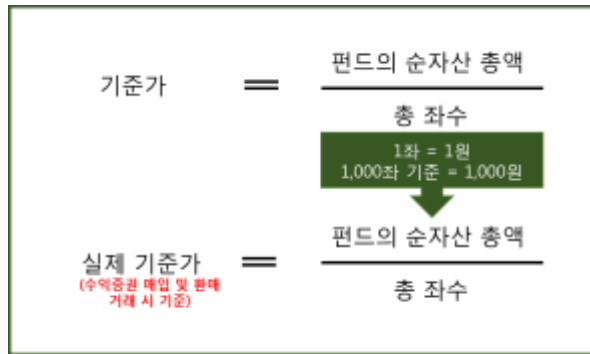 기준가 = 펀드의 순자산 총액
총 좌수
1좌 = 1원
1,000좌 기준 = 1,000원
실제 기준가 = 펀드의 순자산 총액
(수익증권 매입 및 판매
거래 시 기준)
총 좌수